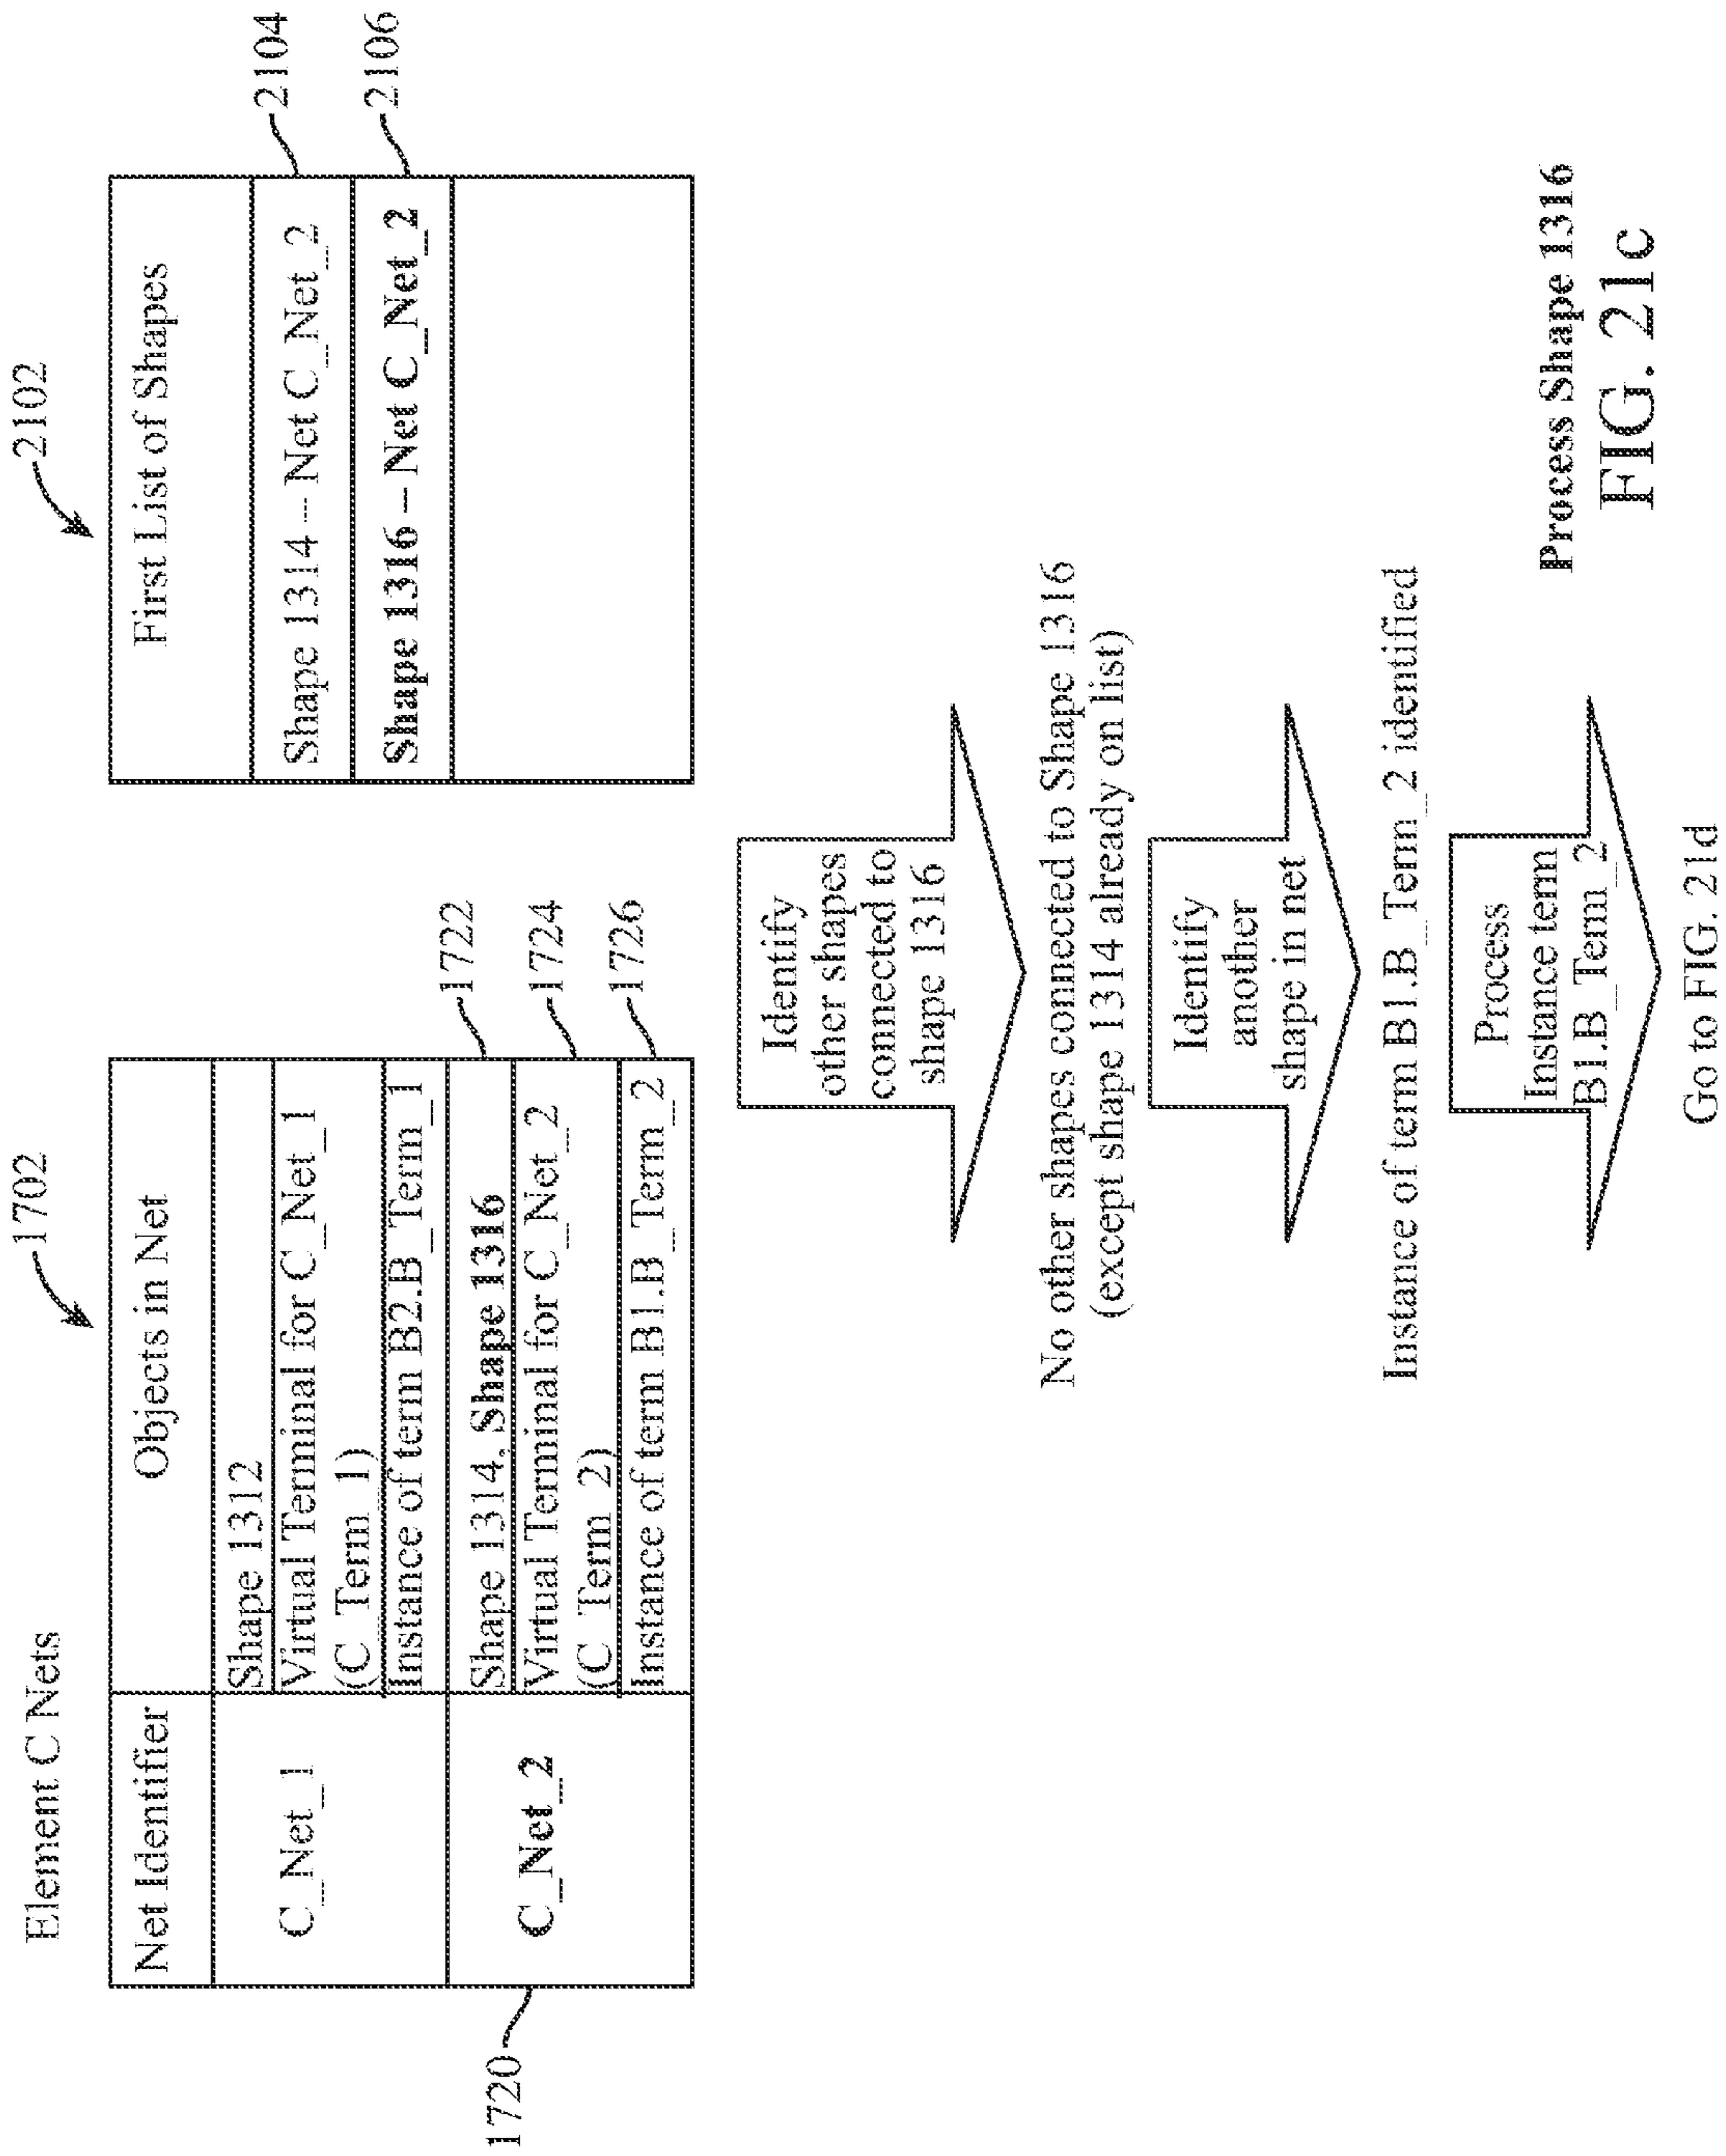 Element C Nets
1702
Net Identifier
Objects in Net
C_Net_1
Shape 1312
Virtual Terminal for C_Net_1
(C_Term_1)
Instance of term B2.B_Term_1
1720
C_Net_2
Shape 1314, Shape 1316
1722
Virtual Terminal for C_Net_2
(C_Term_2)
1724
Instance of term B1.B_Term_2
1726
2102
First List of Shapes
Shape 1314 – Net C_Net_2
2104
Shape 1316 – Net C_Net_2
2106
Identify
other shapes
connected to
shape 1316
No other shapes connected to Shape 1316
(except shape 1314 already on list)
Identify
another
shape in net
Instance of term B1.B_Term_2 identified
Process
Instance term
B1.B_Term_2
Go to FIG. 21d
Process Shape 1316
FIG. 21c